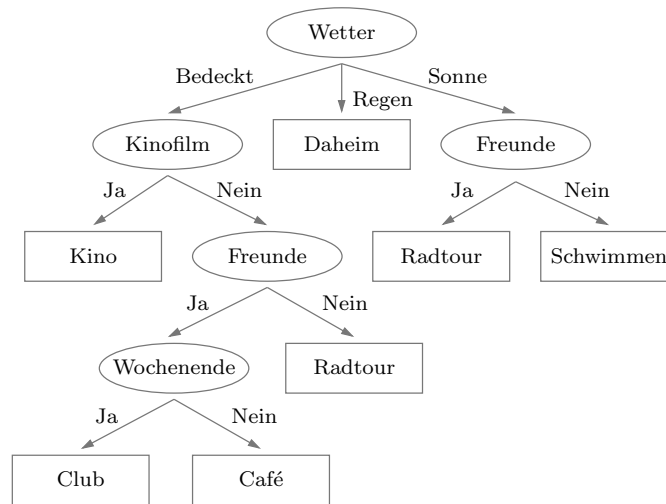 Wetter
Bedeckt
Regen
Sonne
Kinofilm
Daheim
Freunde
Ja
Nein
Ja
Nein
Kino
Freunde
Radtour
Schwimmen
Ja
Nein
Wochenende
Radtour
Ja
Nein
Club
Café